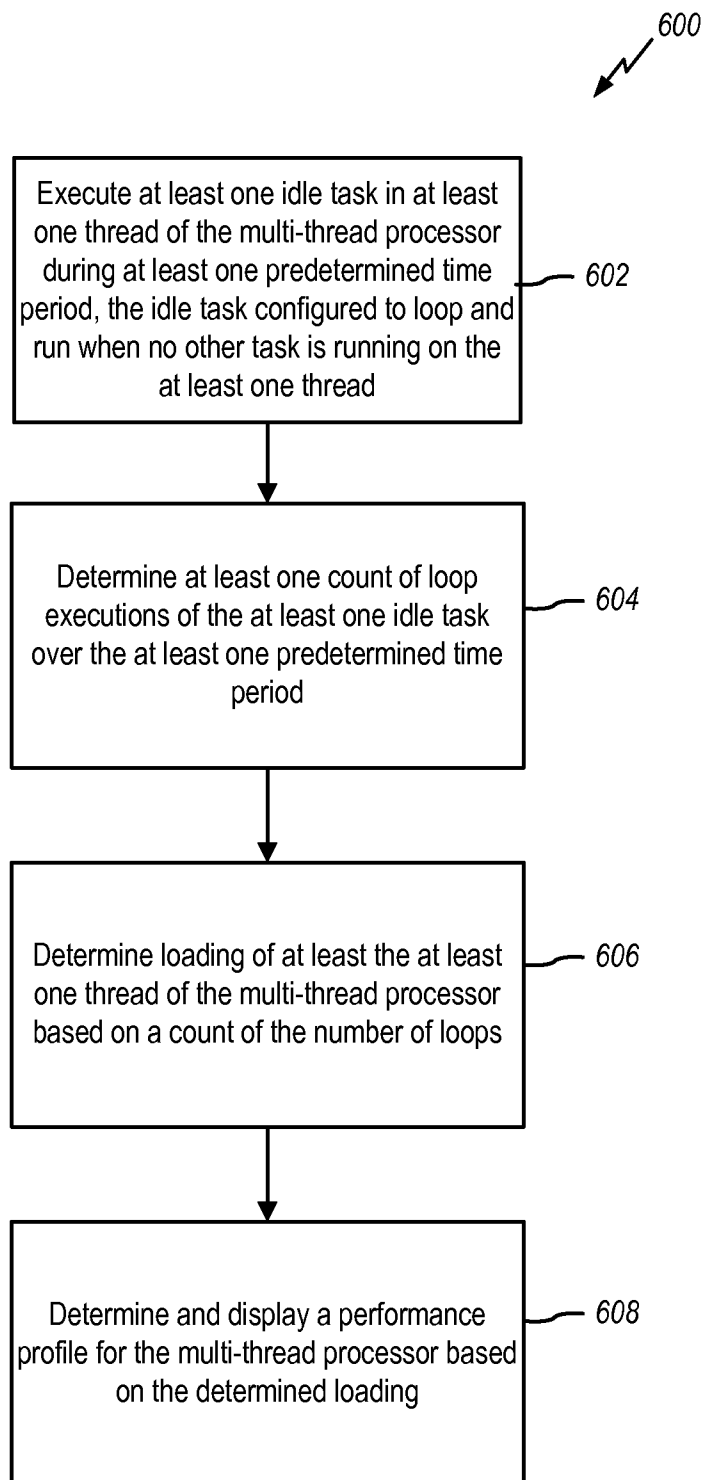 600
Execute at least one idle task in at least
one thread of the multi-thread processor
during at least one predetermined time
period, the idle task configured to loop and
run when no other task is running on the
at least one thread
602
Determine at least one count of loop
executions of the at least one idle task
over the at least one predetermined time
period
604
Determine loading of at least the at least
one thread of the multi-thread processor
based on a count of the number of loops
606
Determine and display a performance
profile for the multi-thread processor based
on the determined loading
608